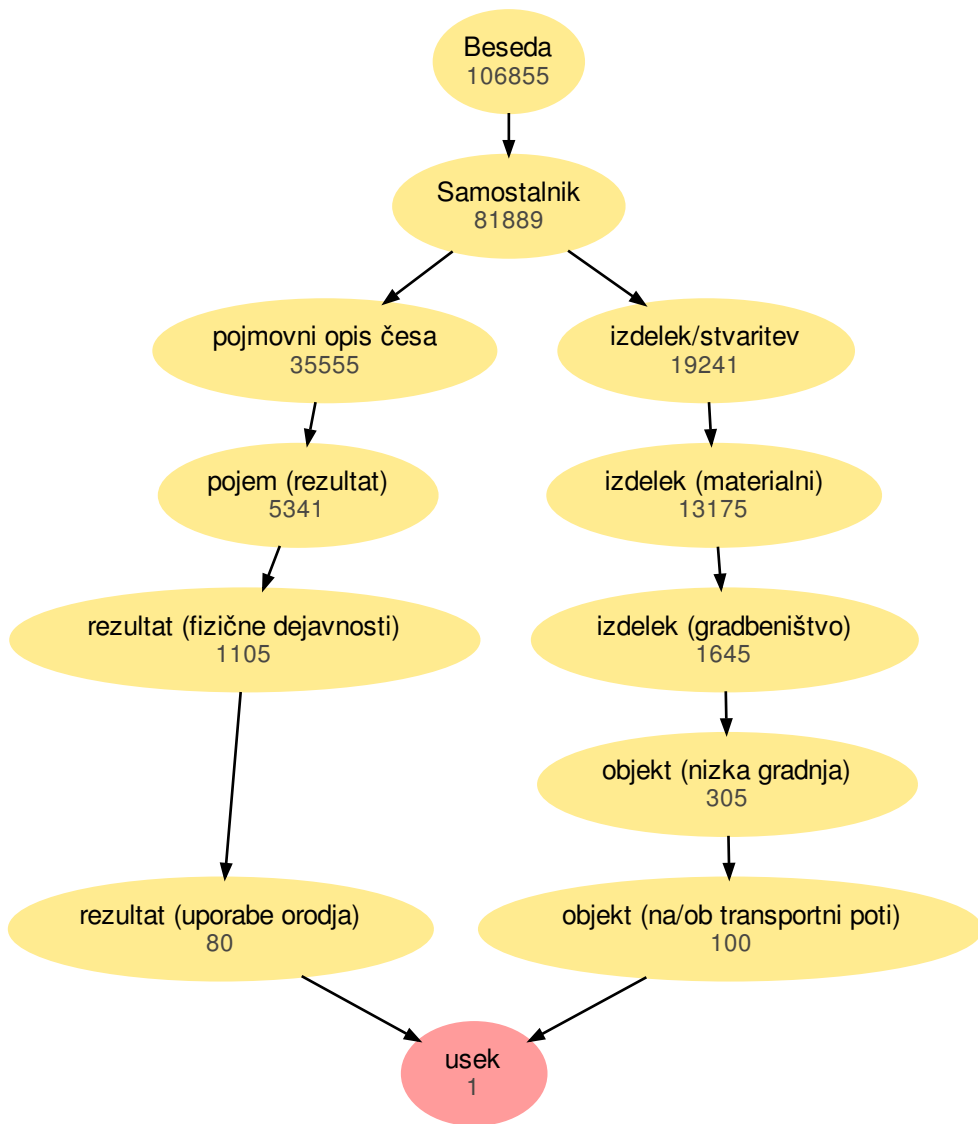 Beseda
106855
Samostalnik
81889
pojmovni opis česa
35555
izdelek/stvaritev
19241
pojem (rezultat)
5341
izdelek (materialni)
13175
rezultat (fizične dejavnosti)
1105
izdelek (gradbeništvo)
1645
objekt (nizka gradnja)
305
rezultat (uporabe orodja)
80
objekt (na/ob transportni poti)
100
usek
1